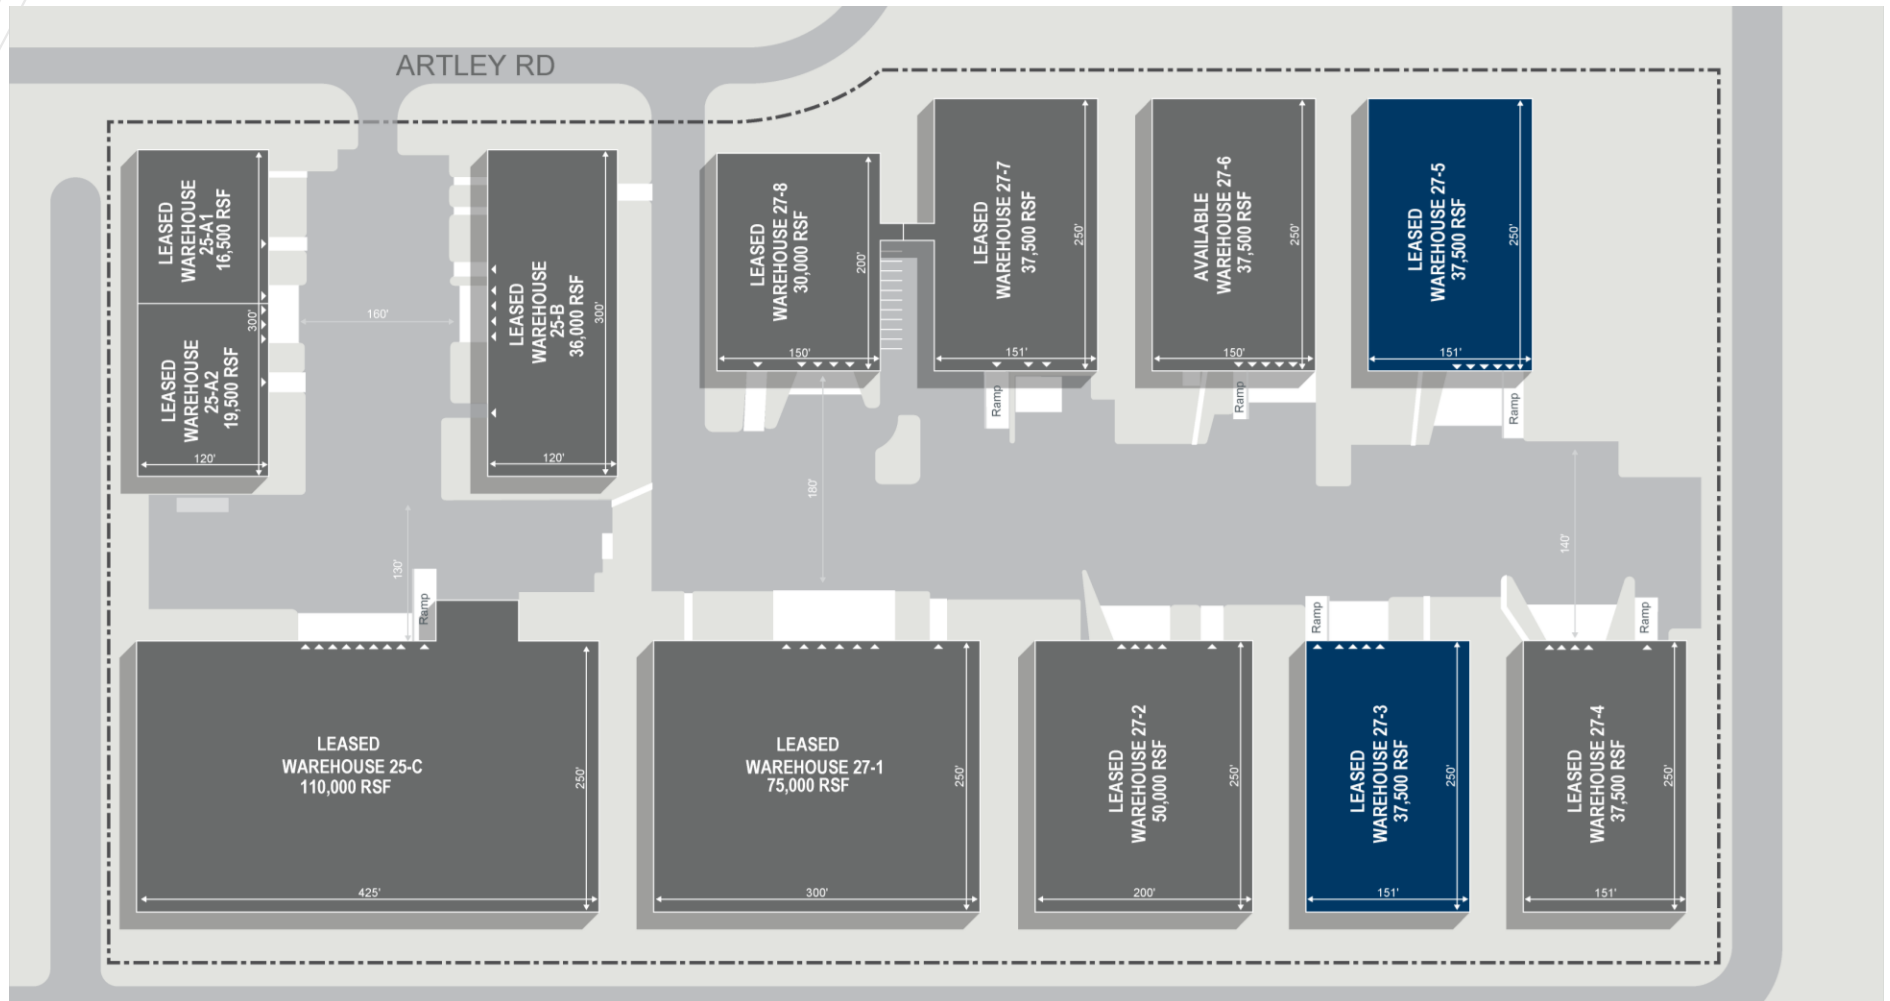 ARTLEY RD
LEASED
WAREHOUSE
25-A1
16,500 RSF
LEASED
WAREHOUSE
25-A2
19,500 RSF
300'
120'
160'
LEASED
WAREHOUSE
25-B
36,000 RSF
300'
120'
LEASED
WAREHOUSE 27-8
30,000 RSF
200'
150'
LEASED
WAREHOUSE 27-7
37,500 RSF
250'
151'
AVAILABLE
WAREHOUSE 27-6
37,500 RSF
250'
150'
LEASED
WAREHOUSE 27-5
37,500 RSF
250'
151'
Ramp
Ramp
Ramp
180'
140'
130'
Ramp
Ramp
Ramp
LEASED
WAREHOUSE 25-C
110,000 RSF
250'
425'
LEASED
WAREHOUSE 27-1
75,000 RSF
250'
300'
LEASED
WAREHOUSE 27-2
50,000 RSF
250'
200'
LEASED
WAREHOUSE 27-3
37,500 RSF
250'
151'
LEASED
WAREHOUSE 27-4
37,500 RSF
250'
151'